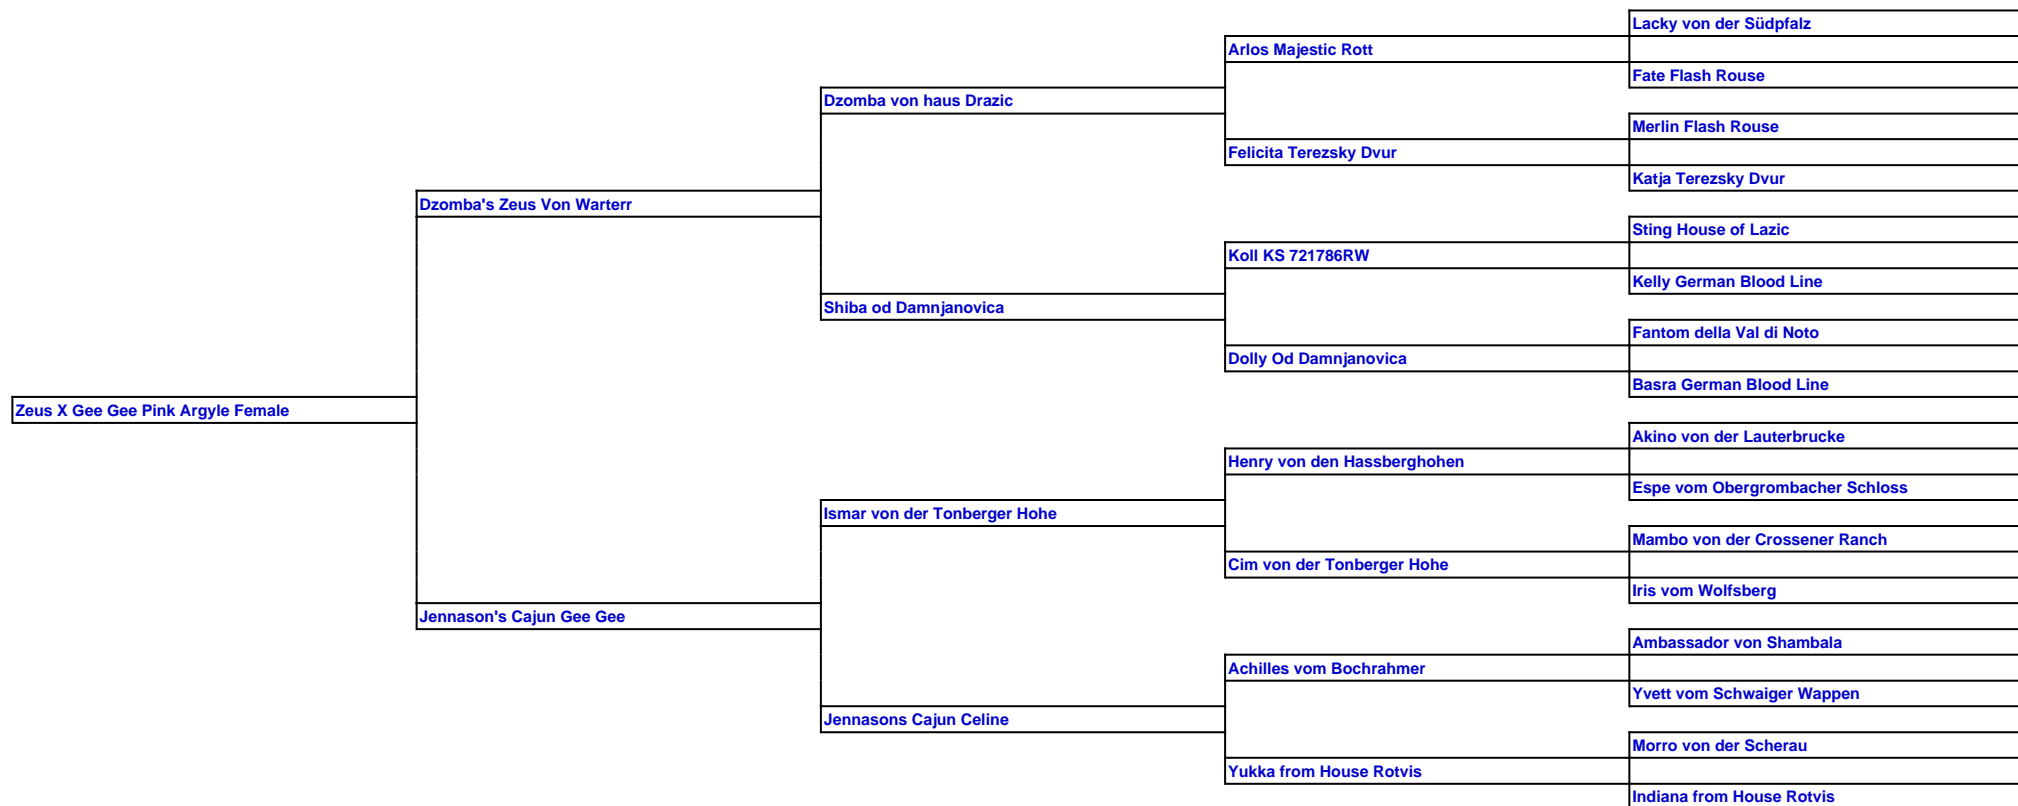 Lacky von der Südpfalz
Arlos Majestic Rott
Fate Flash Rouse
Dzomba von haus Drazic
Merlin Flash Rouse
Felicita Terezsky Dvur
Katja Terezsky Dvur
Dzomba's Zeus Von Warterr
Sting House of Lazic
Koll KS 721786RW
Kelly German Blood Line
Shiba od Damnjanovica
Fantom della Val di Noto
Dolly Od Damnjanovica
Basra German Blood Line
Zeus X Gee Gee Pink Argyle Female
Akino von der Lauterbrucke
Henry von den Hassberghohen
Espe vom Obergrombacher Schloss
Ismar von der Tonberger Hohe
Mambo von der Crossener Ranch
Cim von der Tonberger Hohe
Iris vom Wolfsberg
Jennason's Cajun Gee Gee
Ambassador von Shambala
Achilles vom Bochrahmer
Yvett vom Schwaiger Wappen
Jennasons Cajun Celine
Morro von der Scherau
Yukka from House Rotvis
Indiana from House Rotvis